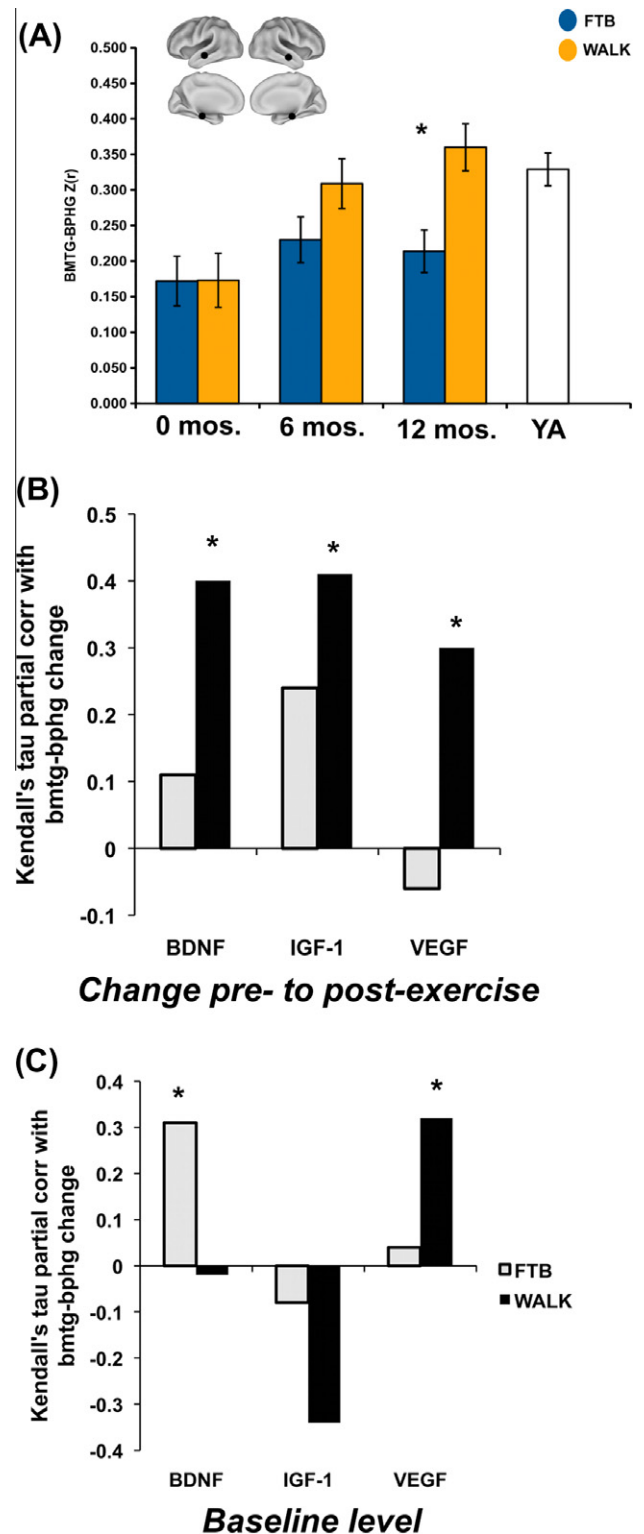 (A)
FTB
WALK
0.500
0.450
0.400
0.350
0.300
0.250
0.200
0.150
0.100
0.050
0.000
BMTG-BPHG Z(r)
*
0 mos. 6 mos. 12 mos. YA
(B)
0.5
0.4
0.3
0.2
0.1
0
-0.1
Kendall's tau partial corr with
bmtg-bphg change
* * *
BDNF IGF-1 VEGF
Change pre- to post-exercise
(C)
0.4
0.3
0.2
0.1
0
-0.1
-0.2
-0.3
-0.4
Kendall's tau partial corr with
bmtg-bphg change
* *
FTB
WALK
BDNF IGF-1 VEGF
Baseline level